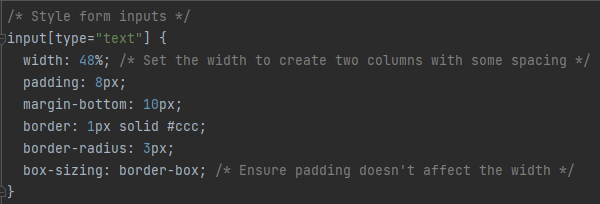 /* Style form inputs */
input[type="text"] {
  width: 48%; /* Set the width to create two columns with some spacing */
  padding: 8px;
  margin-bottom: 10px;
  border: 1px solid #ccc;
  border-radius: 3px;
  box-sizing: border-box; /* Ensure padding doesn't affect the width */
}